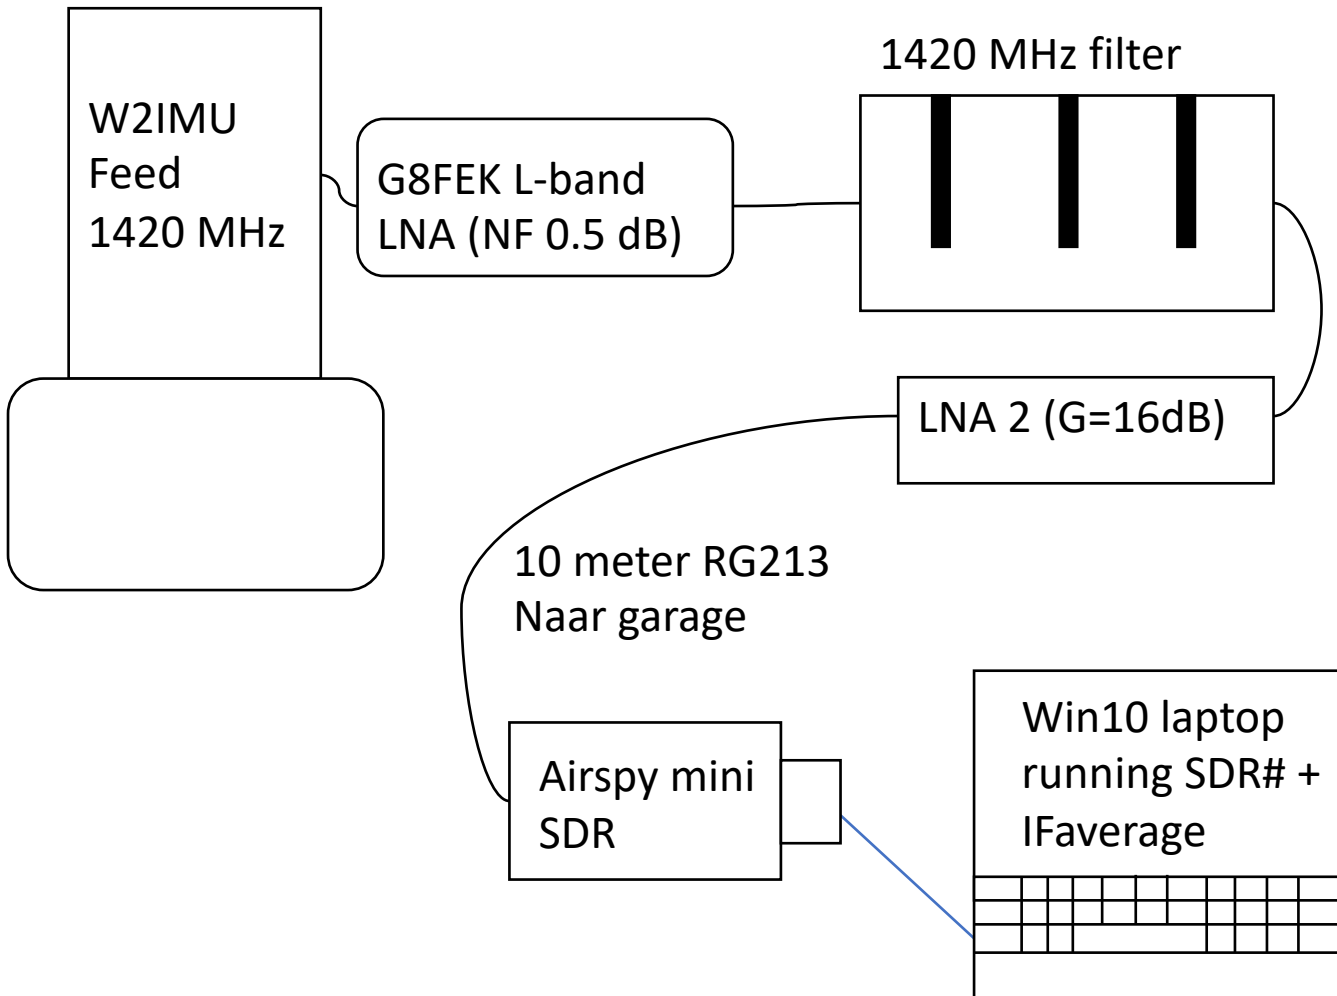 W2IMU
Feed
1420 MHz
G8FEK L-band
LNA (NF 0.5 dB)
1420 MHz filter
LNA 2 (G=16dB)
10 meter RG213
Naar garage
Airspy mini
SDR
Win10 laptop
running SDR# +
IFaverage